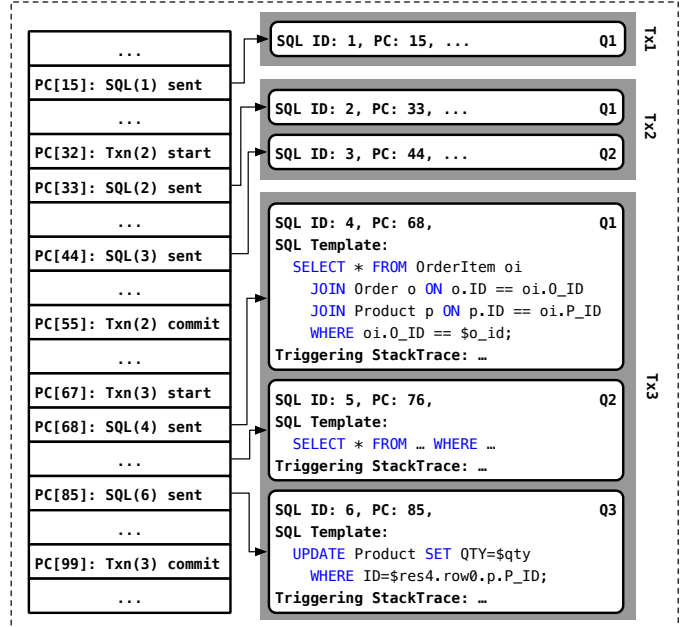 ...
PC[15]: SQL(1) sent
...
PC[32]: Txn(2) start
PC[33]: SQL(2) sent
...
PC[44]: SQL(3) sent
...
PC[55]: Txn(2) commit
...
PC[67]: Txn(3) start
PC[68]: SQL(4) sent
...
PC[85]: SQL(6) sent
...
PC[99]: Txn(3) commit
...
SQL ID: 1, PC: 15, ... Q1
Tx1
SQL ID: 2, PC: 33, ... Q1
SQL ID: 3, PC: 44, ... Q2
Tx2
SQL ID: 4, PC: 68, Q1
SQL Template:
SELECT * FROM OrderItem oi
JOIN Order o ON o.ID == oi.O_ID
JOIN Product p ON p.ID == oi.P_ID
WHERE oi.O_ID == $o_id;
Triggering StackTrace: …
SQL ID: 5, PC: 76, Q2
SQL Template:
SELECT * FROM … WHERE …
Triggering StackTrace: …
SQL ID: 6, PC: 85, Q3
SQL Template:
UPDATE Product SET QTY=$qty
WHERE ID=$res4.row0.p.P_ID;
Triggering StackTrace: …
Tx3